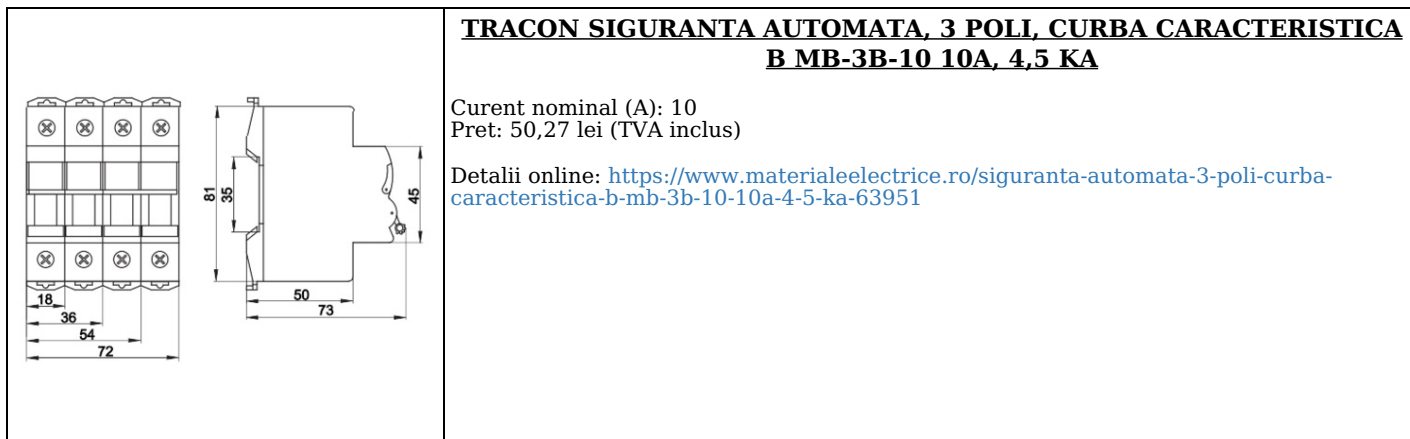 TRACON SIGURANTA AUTOMATA, 3 POLI, CURBA CARACTERISTICA
B MB-3B-10 10A, 4,5 KA
Curent nominal (A): 10
Pret: 50,27 lei (TVA inclus)
Detalii online: https://www.materialeelectrice.ro/siguranta-automata-3-poli-curba-
caracteristica-b-mb-3b-10-10a-4-5-ka-63951
81
35
45
18
36
54
72
50
73